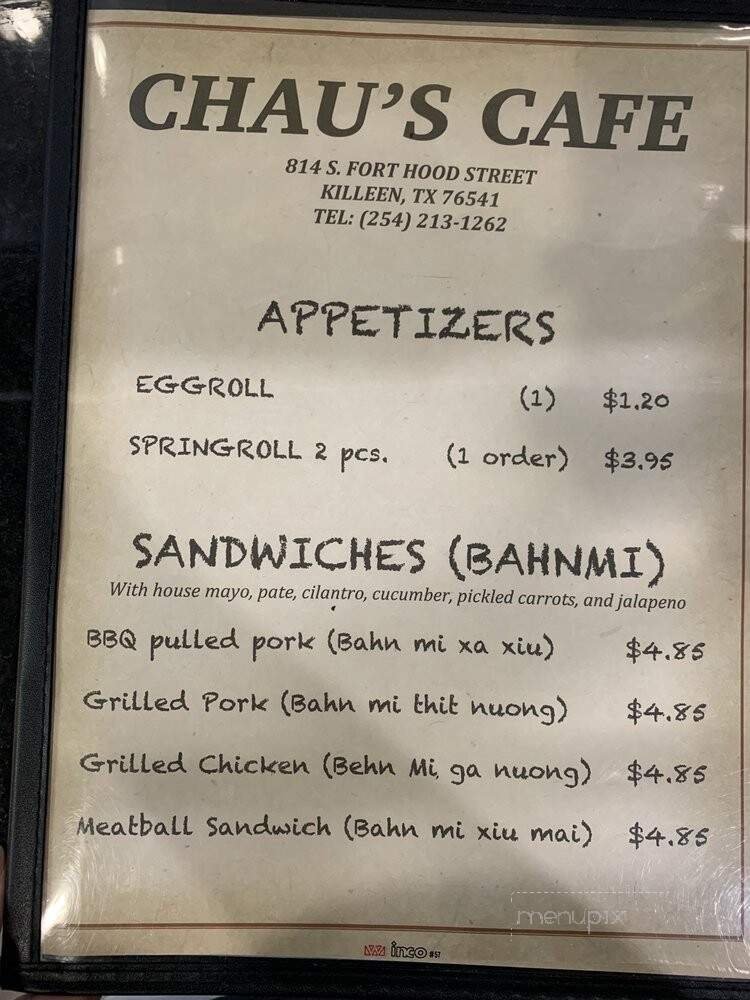 CHAU'S CAFE
814 S. FORT HOOD STREET
KILLEEN, TX 76541
TEL: (254) 213-1262
APPETIZERS
EGGROLL (1) $1.20
SPRINGROLL 2 pcs. (1 order) $3.95
SANDWICHES (BAHNMI)
With house mayo, pate, cilantro, cucumber, pickled carrots, and jalapeno
BBQ pulled pork (Bahn mi xa xiu) $4.85
Grilled Pork (Bahn mi thit nuong) $4.85
Grilled Chicken (Behn Mi, ga nuong) $4.85
Meatball Sandwich (Bahn mi xiu mai) $4.85
menupix
inco #57